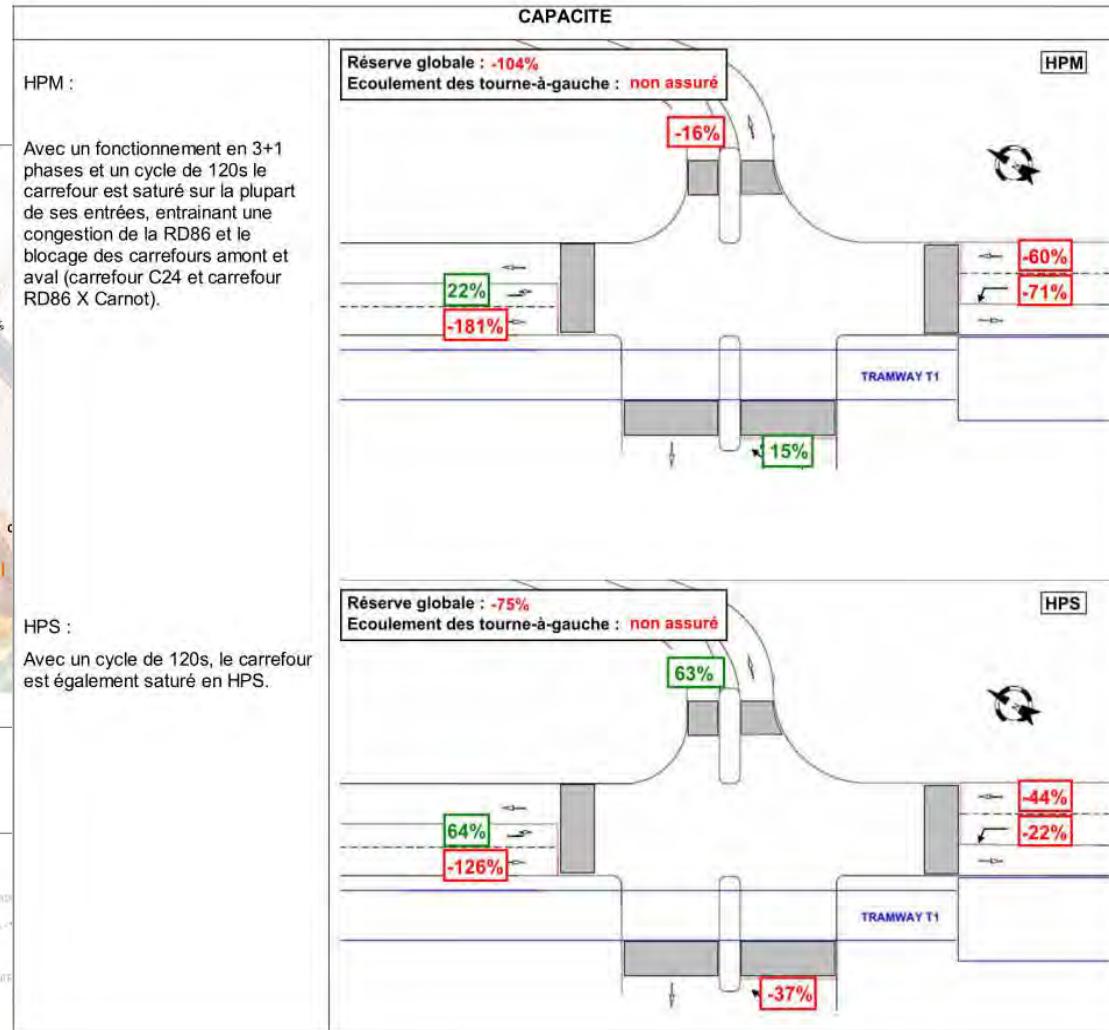 CAPACITE
HPM :
Avec un fonctionnement en 3+1
phases et un cycle de 120s le
carrefour est saturé sur la plupart
de ses entrées, entrainant une
congestion de la RD86 et le
blocage des carrefours amont et
aval (carrefour C24 et carrefour
RD86 X Carnot).
Réserve globale : -104%
Ecoulement des tourne-à-gauche : non assuré
HPM
-16%
-60%
-71%
22%
-181%
TRAMWAY T1
15%
HPS :
Avec un cycle de 120s, le carrefour
est également saturé en HPS.
Réserve globale : -75%
Ecoulement des tourne-à-gauche : non assuré
HPS
63%
-44%
-22%
64%
-126%
TRAMWAY T1
-37%